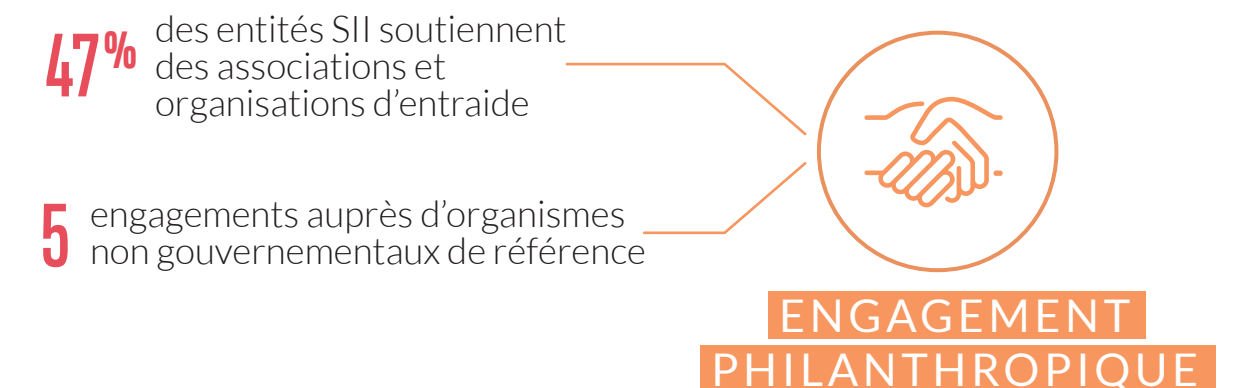 47% des entités SII soutiennent
des associations et
organisations d’entraide
5 engagements auprès d’organismes
non gouvernementaux de référence
ENGAGEMENT
PHILANTHROPIQUE